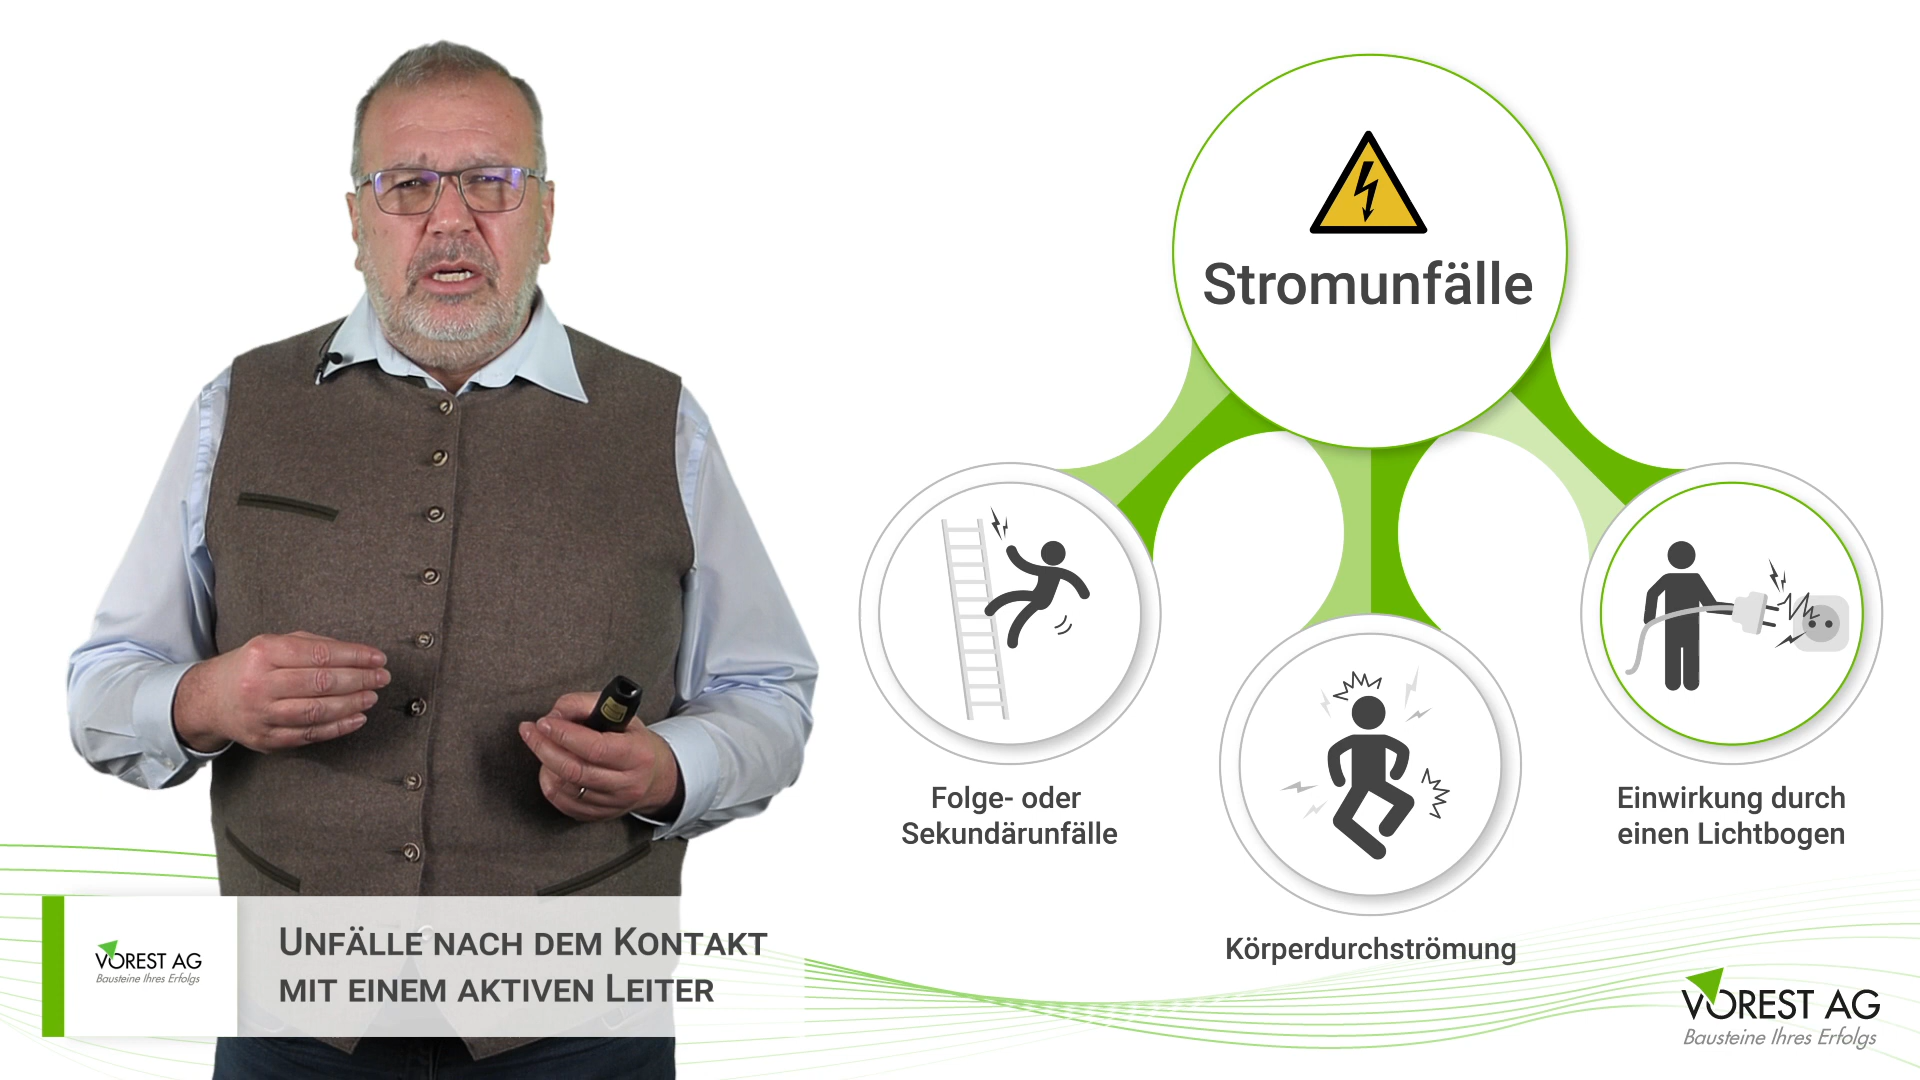 Stromunfälle
Folge- oder
Sekundärunfälle
Körperdurchströmung
Einwirkung durch
einen Lichtbogen
VOREST AG
Bausteine Ihres Erfolgs
UNFÄLLE NACH DEM KONTAKT
MIT EINEM AKTIVEN LEITER
VOREST AG
Bausteine Ihres Erfolgs